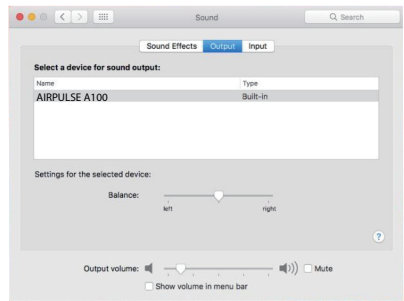 Sound
Search
Sound Effects Output Input
Select a device for sound output:
Name Type
AIRPULSE A100 Built-in
Settings for the selected device:
Balance:
left right
?
Output volume: Mute
Show volume in menu bar